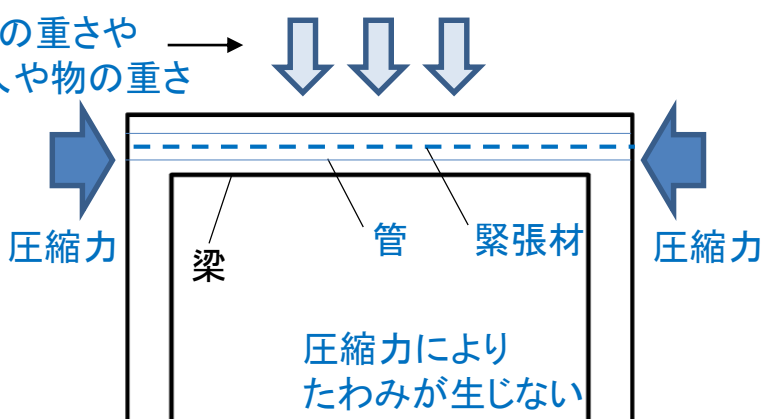 の重さや
人や物の重さ
圧縮力
梁
管
緊張材
圧縮力
圧縮力により
たわみが生じない